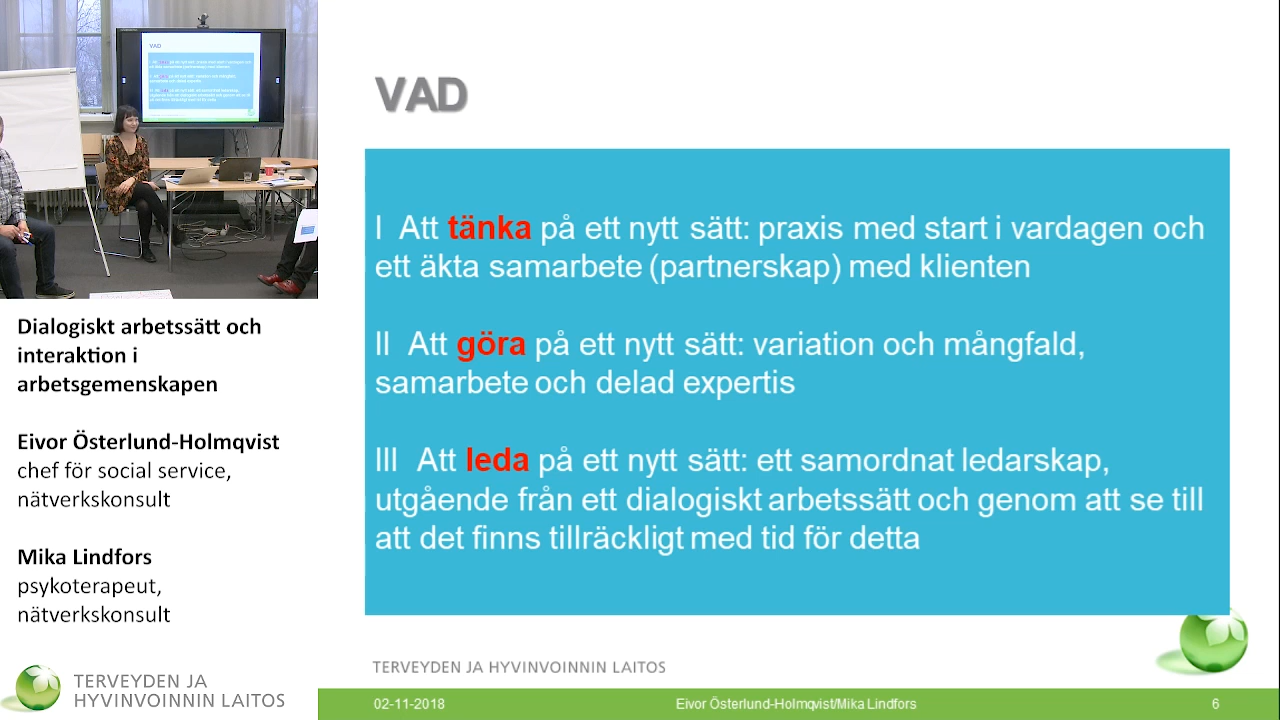 VAD
I Att tänka på ett nytt sätt: praxis med start i vardagen och
ett äkta samarbete (partnerskap) med klienten
II Att göra på ett nytt sätt: variation och mångfald,
samarbete och delad expertis
III Att leda på ett nytt sätt: ett samordnat ledarskap,
utgående från ett dialogiskt arbetssätt och genom att se till
att det finns tillräckligt med tid för detta
TERVEYDEN JA HYVINVOINNIN LAITOS
02-11-2018 Eivor Österlund-Holmqvist/Mika Lindfors 6
VAD
Dialogiskt arbetssätt och
interaktion i
arbetsgemenskapen
Eivor Österlund-Holmqvist
chef för social service,
nätverkskonsult
Mika Lindfors
psykoterapeut,
nätverkskonsult
TERVEYDEN JA
HYVINVOINNIN LAITOS